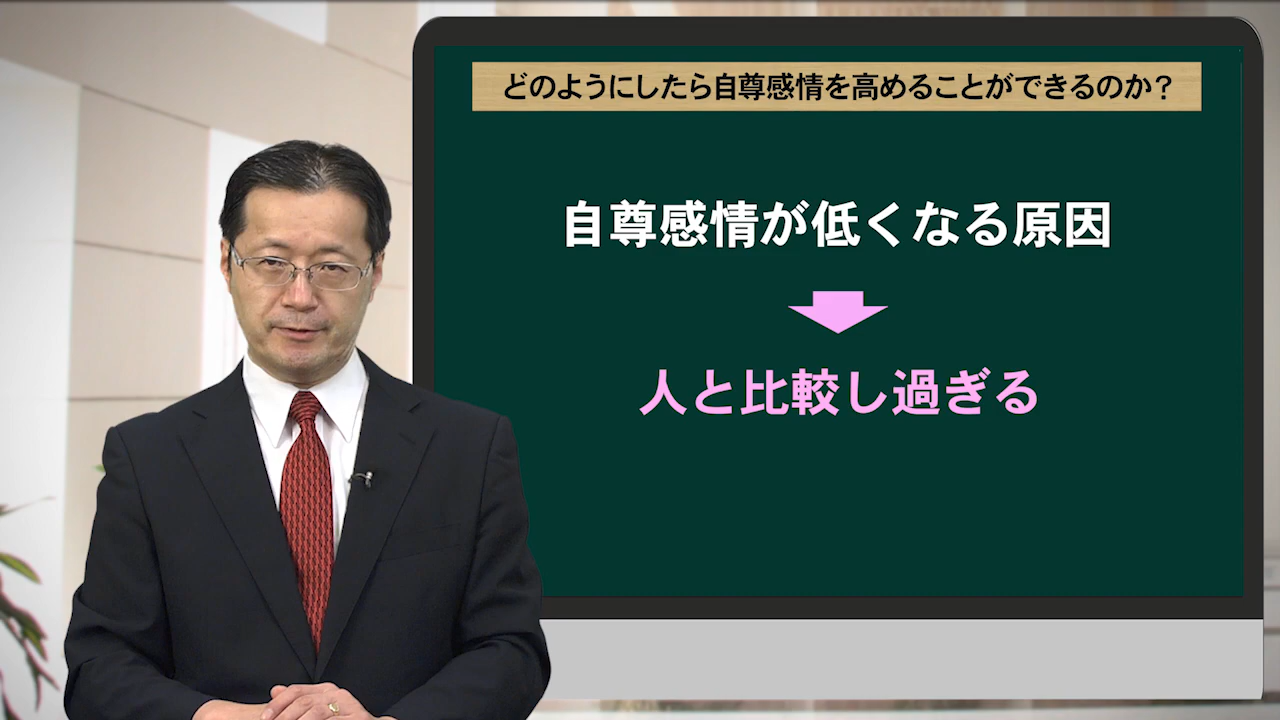 どのようにしたら自尊感情を高めることができるのか?
自尊感情が低くなる原因
人と比較し過ぎる